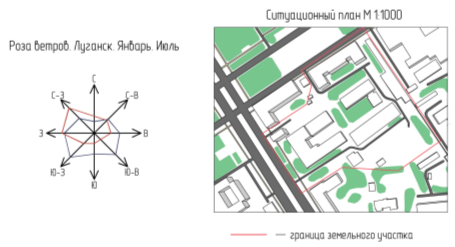 Ситуационный план М 1:1000
Роза ветров. Луганск. Январь. Июль
С
С-З
С-В
З
В
Ю-З
Ю-В
Ю
граница земельного участка